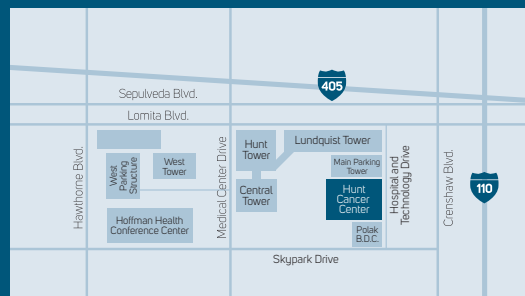 405
Sepulveda Blvd.
Lomita Blvd.
Hawthorne Blvd.
West
Parking
Structure
West
Tower
Hoffman Health
Conference Center
Medical Center Drive
Hunt
Tower
Central
Tower
Lundquist Tower
Main Parking
Tower
Hunt
Cancer
Center
Polak
B.D.C.
Hospital and
Technology Drive
Crenshaw Blvd.
110
Skypark Drive